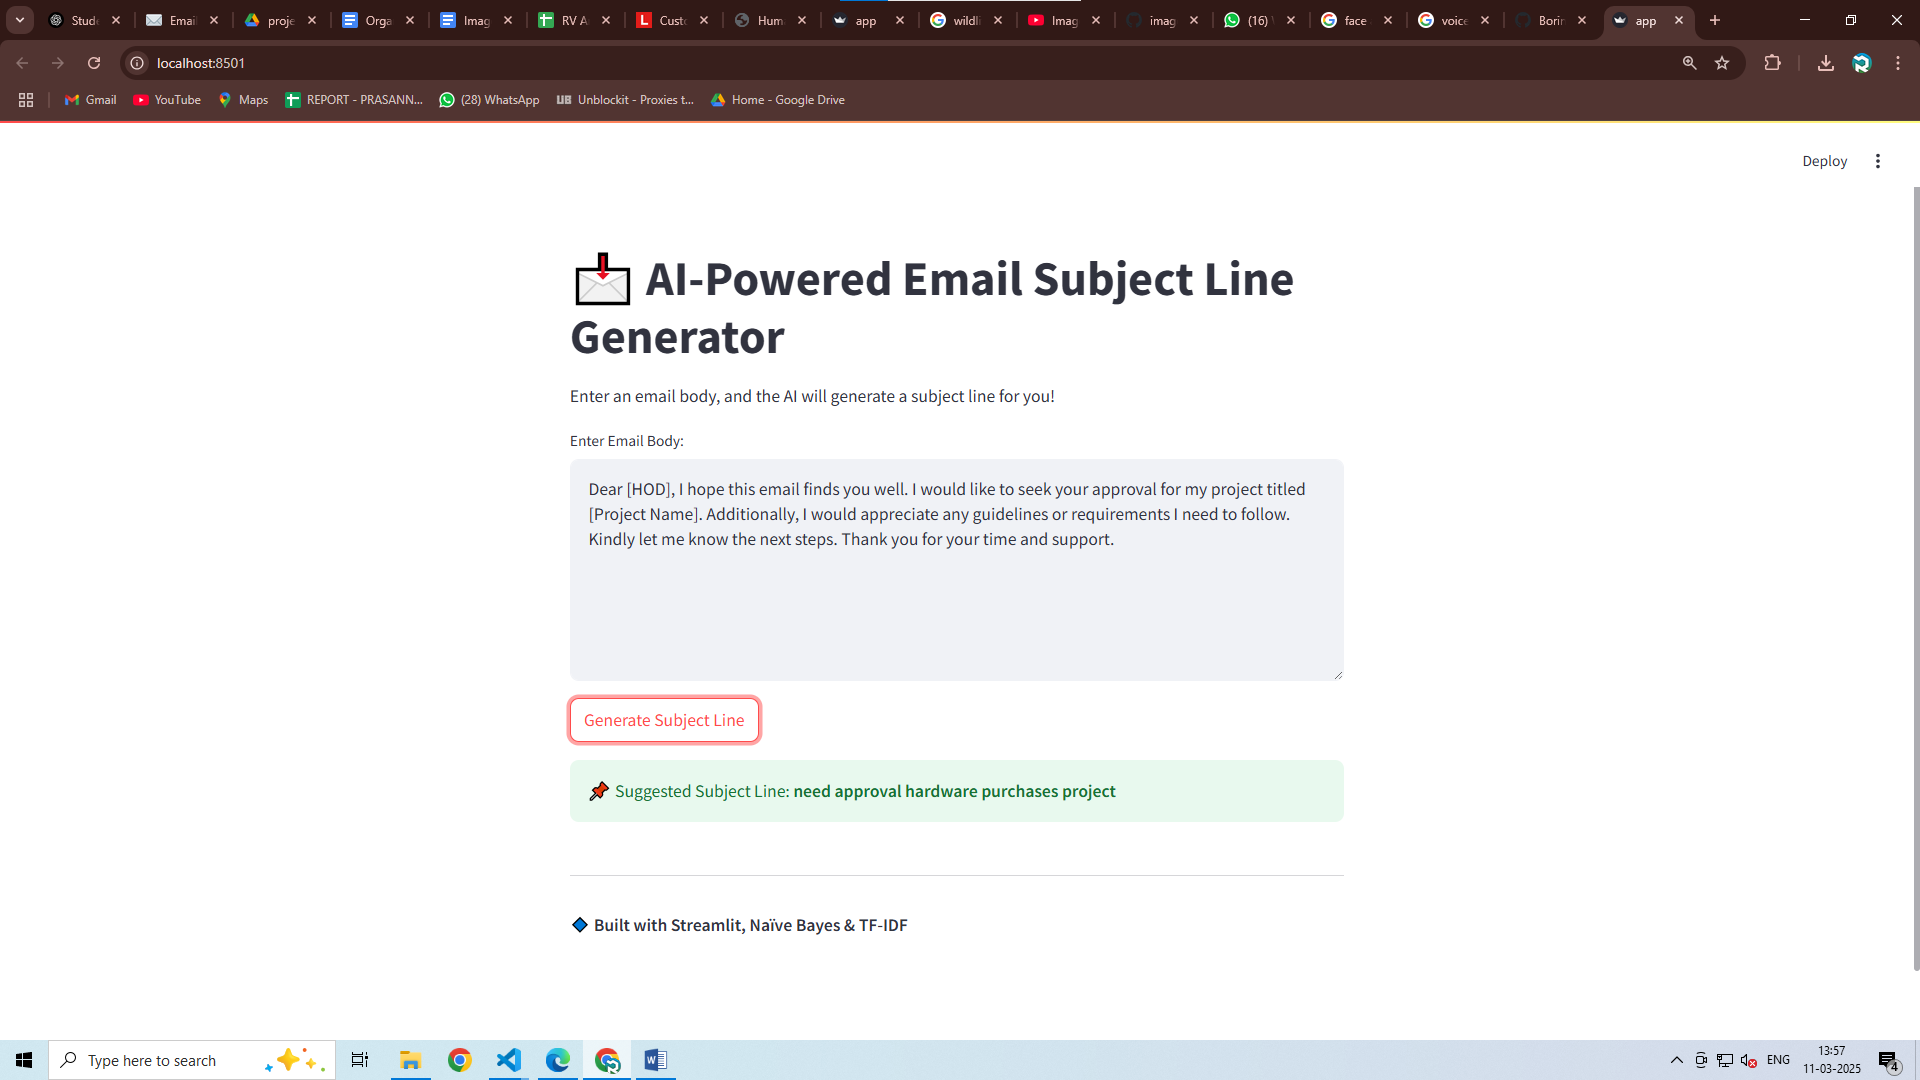 Stude
Email
proje
Orga
Imag
RV A
Custo
Hum
app
wildli
Imag
imag
(16)
face
voice
Borin
app
localhost:8501
Gmail
YouTube
Maps
REPORT - PRASANN...
(28) WhatsApp
UB Unblockit - Proxies t...
Home - Google Drive
Deploy
AI-Powered Email Subject Line
Generator
Enter an email body, and the AI will generate a subject line for you!
Enter Email Body:
Dear [HOD], I hope this email finds you well. I would like to seek your approval for my project titled
[Project Name]. Additionally, I would appreciate any guidelines or requirements I need to follow.
Kindly let me know the next steps. Thank you for your time and support.
Generate Subject Line
Suggested Subject Line: need approval hardware purchases project
Built with Streamlit, Naïve Bayes & TF-IDF
Type here to search
ENG
13:57
11-03-2025
4